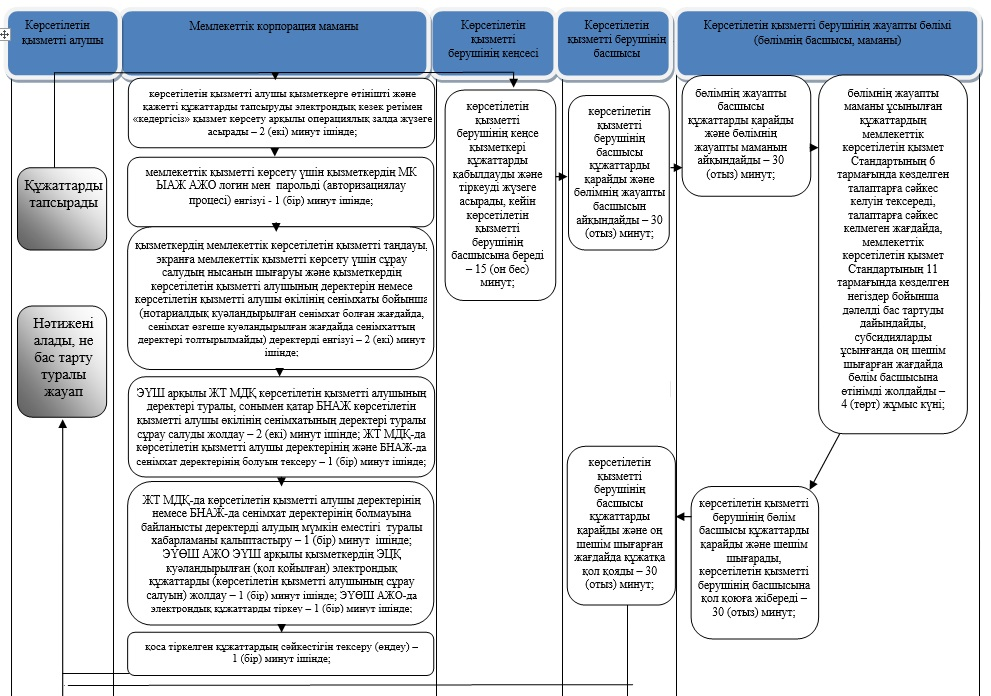 Көрсетілетін
қызметті алушы
Мемлекеттік корпорация маманы
Көрсетілетін
қызметті
берушінің кеңсесі
Көрсетілетін
қызметті берушінің
басшысы
Көрсетілетін қызметті берушінің жауапты бөлімі
(бөлімнің басшысы, маманы)
Құжаттарды
тапсырады
Нәтижені
алады, не
бас тарту
туралы
жауап
көрсетілетін қызметті алушы қызметкерге өтінішті және
қажетті құжаттарды тапсыруды электрондық кезек ретімен
«кедергісіз» қызмет көрсету арқылы операциялық залда жүзеге
асырады – 2 (екі) минут ішінде;
мемлекеттік қызметті көрсету үшін қызметкердің МК
ЫАЖ АЖО логин мен парольді (авторизациялау
процесі) енгізуі - 1 (бір) минут ішінде;
қызметкердің мемлекеттік көрсетілетін қызметті таңдауы,
экранға мемлекеттік қызметті көрсету үшін сұрау
салудың нысанын шығаруы және қызметкердің
көрсетілетін қызметті алушының деректерін немесе
көрсетілетін қызметті алушы өкілінің сенімхаты бойынша
(нотариалдық куәландырылған сенімхат болған жағдайда,
сенімхат өзгеше куәландырылған жағдайда сенімхаттың
деректері толтырылмайды) деректерді енгізуі – 2 (екі) минут
ішінде;
ЭҮШ арқылы ЖТ МДҚ көрсетілетін қызметті алушының
деректері туралы, сонымен қатар БНАЖ көрсетілетін
қызметті алушы өкілінің сенімхатының деректері туралы
сұрау салуды жолдау – 2 (екі) минут ішінде; ЖТ МДҚ-да
көрсетілетін қызметті алушы деректерінің және БНАЖ-да
сенімхат деректерінің болуын тексеру – 1 (бір) минут ішінде;
ЖТ МДҚ-да көрсетілетін қызметті алушы деректерінің
немесе БНАЖ-да сенімхат деректерінің болмауына
байланысты деректерді алудың мүмкін еместігі туралы
хабарламаны қалыптастыру – 1 (бір) минут ішінде;
ЭҮӨШ АЖО ЭҮШ арқылы қызметкердің ЭЦҚ
куәландырылған (қол қойылған) электрондық
құжаттарды (көрсетілетін қызметті алушының сұрау
салуын) жолдау – 1 (бір) минут ішінде; ЭҮӨШ АЖО-да
электрондық құжаттарды тіркеу – 1 (бір) минут ішінде;
қоса тіркелген құжаттардың сәйкестігін тексеру (өңдеу) –
1 (бір) минут ішінде;
көрсетілетін
қызметті
берушінің кеңсе
қызметкері
құжаттарды
қабылдауды және
тіркеуді жүзеге
асырады, кейін
көрсетілетін
қызметті
берушінің
басшысына береді
– 15 (он бес)
минут;
көрсетілетін
қызметті
берушінің
басшысы
құжаттарды
қарайды және
бөлімнің жауапты
басшысын
айқындайды – 30
(отыз) минут;
көрсетілетін
қызметті
берушінің
басшысы
құжаттарды
қарайды және оң
шешім шығарған
жағдайда құжатқа
қол қояды – 30
(отыз) минут;
бөлімнің жауапты
басшысы
құжаттарды қарайды
және бөлімнің
жауапты маманын
айқындайды – 30
(отыз) минут;
бөлімнің жауапты
маманы ұсынылған
құжаттардың
мемлекеттік
көрсетілетін қызмет
Стандартының 6
тармағында көзделген
талаптарға сәйкес
келуін тексереді,
талаптарға сәйкес
келмеген жағдайда,
мемлекеттік
көрсетілетін қызмет
Стандартының 11
тармағында көзделген
негіздер бойынша
дәлелді бас тартуды
дайындайды,
субсидияларды
ұсынғанда оң шешім
шығарған жағдайда
бөлім басшысына
өтінімді жолдайды –
4 (төрт) жұмыс күні;
көрсетілетін қызметті
берушінің бөлім
басшысы құжаттарды
қарайды және шешім
шығарады,
көрсетілетін қызметті
берушінің басшысына
қол қоюға жібереді –
30 (отыз) минут;